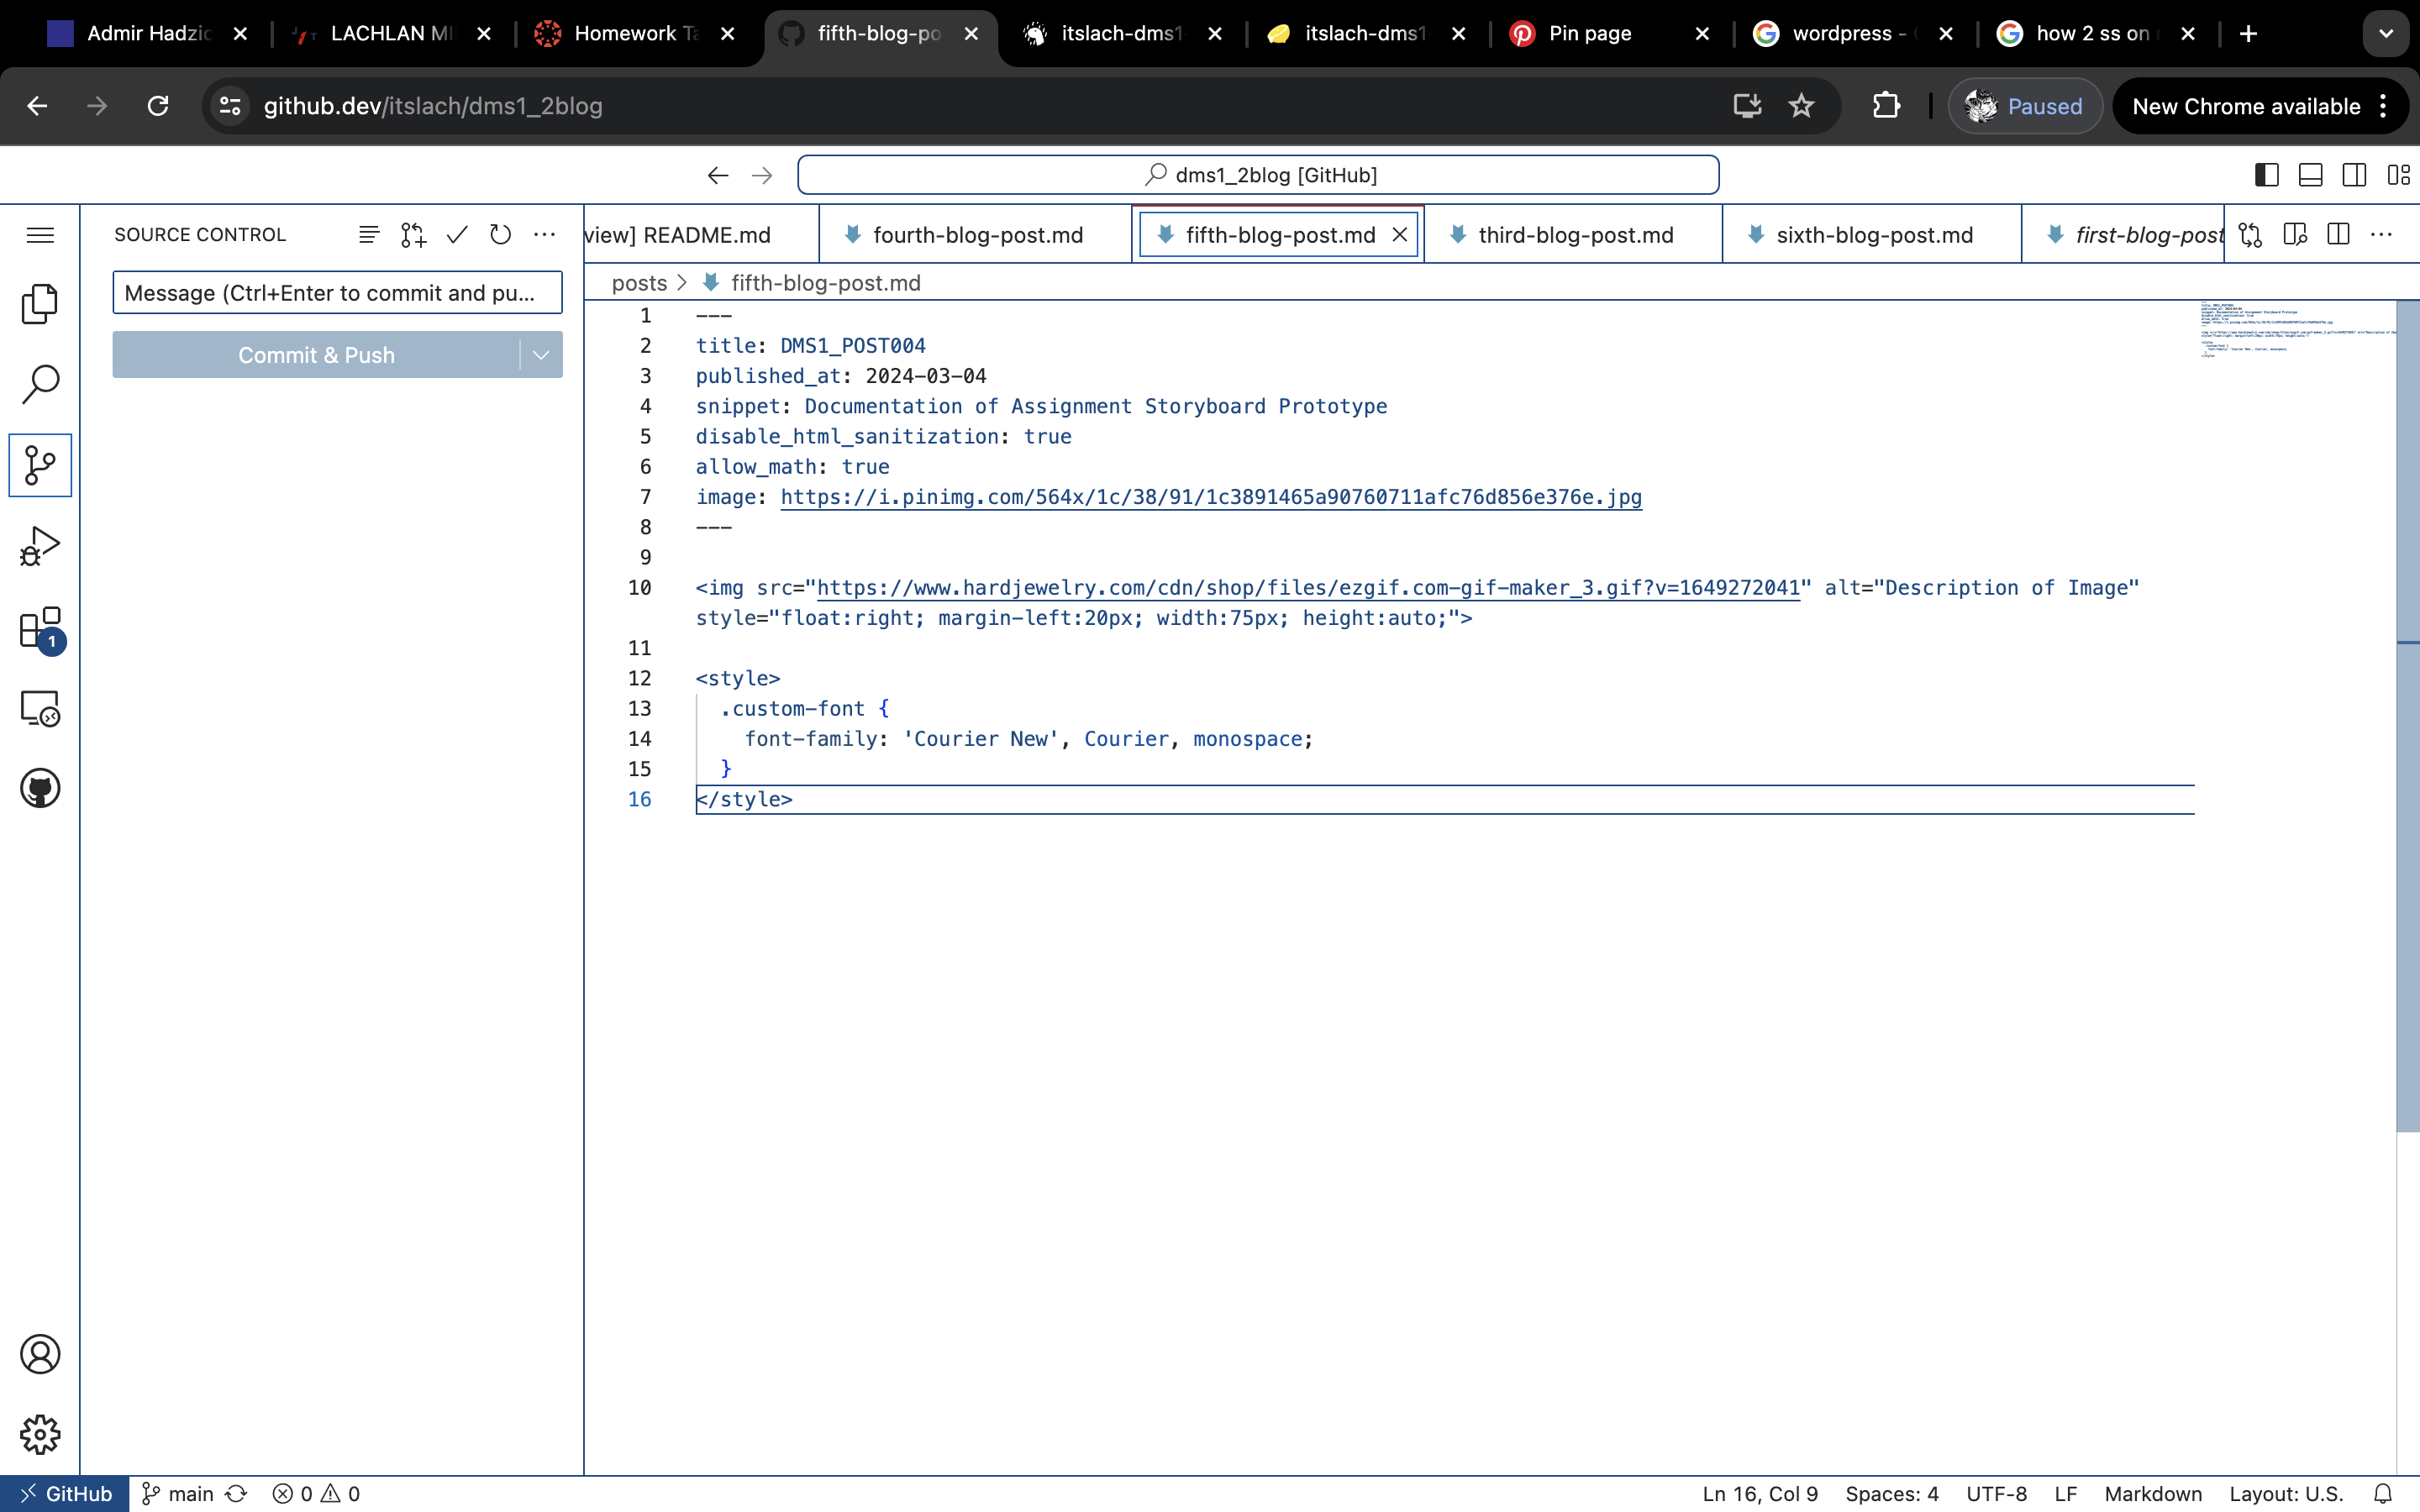 Admir Hadzic
LACHLAN MI
Homework Ta
fifth-blog-po
itslach-dms1
itslach-dms1
Pin page
wordpress -
how 2 ss on
github.dev/itslach/dms1_2blog
Paused
New Chrome available
dms1_2blog [GitHub]
SOURCE CONTROL
view] README.md
fourth-blog-post.md
fifth-blog-post.md
third-blog-post.md
sixth-blog-post.md
first-blog-post
Message (Ctrl+Enter to commit and pu...
Commit & Push
posts > fifth-blog-post.md
1 ---
2 title: DMS1_POST004
3 published_at: 2024-03-04
4 snippet: Documentation of Assignment Storyboard Prototype
5 disable_html_sanitization: true
6 allow_math: true
7 image: https://i.pinimg.com/564x/1c/38/91/1c3891465a90760711afc76d856e376e.jpg
8 ---
9
10 <img src="https://www.hardjewelry.com/cdn/shop/files/ezgif.com-gif-maker_3.gif?v=1649272041" alt="Description of Image"
style="float:right; margin-left:20px; width:75px; height:auto;">
11
12 <style>
13 .custom-font {
14 font-family: 'Courier New', Courier, monospace;
15 }
16 </style>
1
GitHub
main
0
0
Ln 16, Col 9
Spaces: 4
UTF-8
LF
Markdown
Layout: U.S.